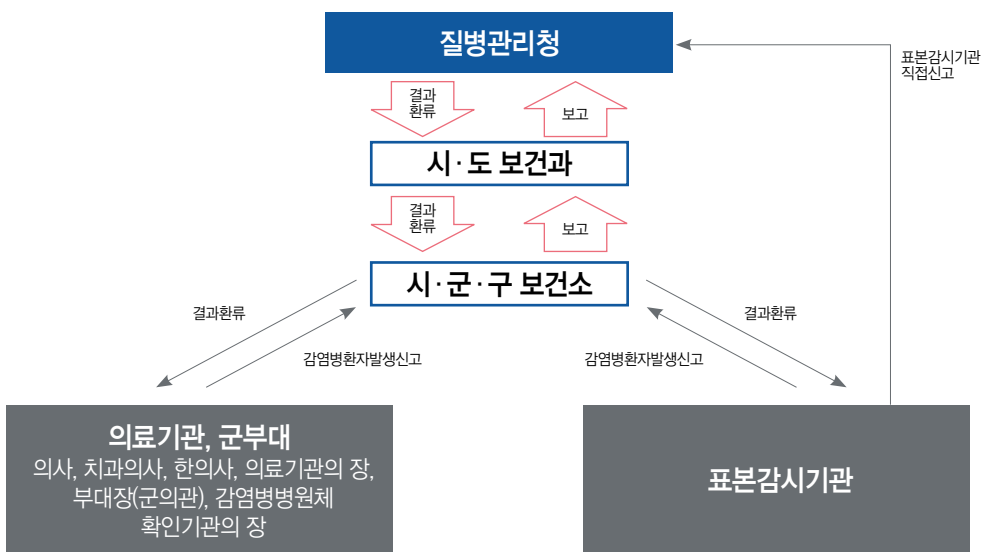 질병관리청
표본감시기관
직접신고
결과
환류
보고
시·도 보건과
결과
환류
보고
시·군·구 보건소
결과환류
감염병환자발생신고
결과환류
감염병환자발생신고
의료기관, 군부대
의사, 치과의사, 한의사, 의료기관의 장,
부대장(군의관), 감염병병원체
확인기관의 장
표본감시기관